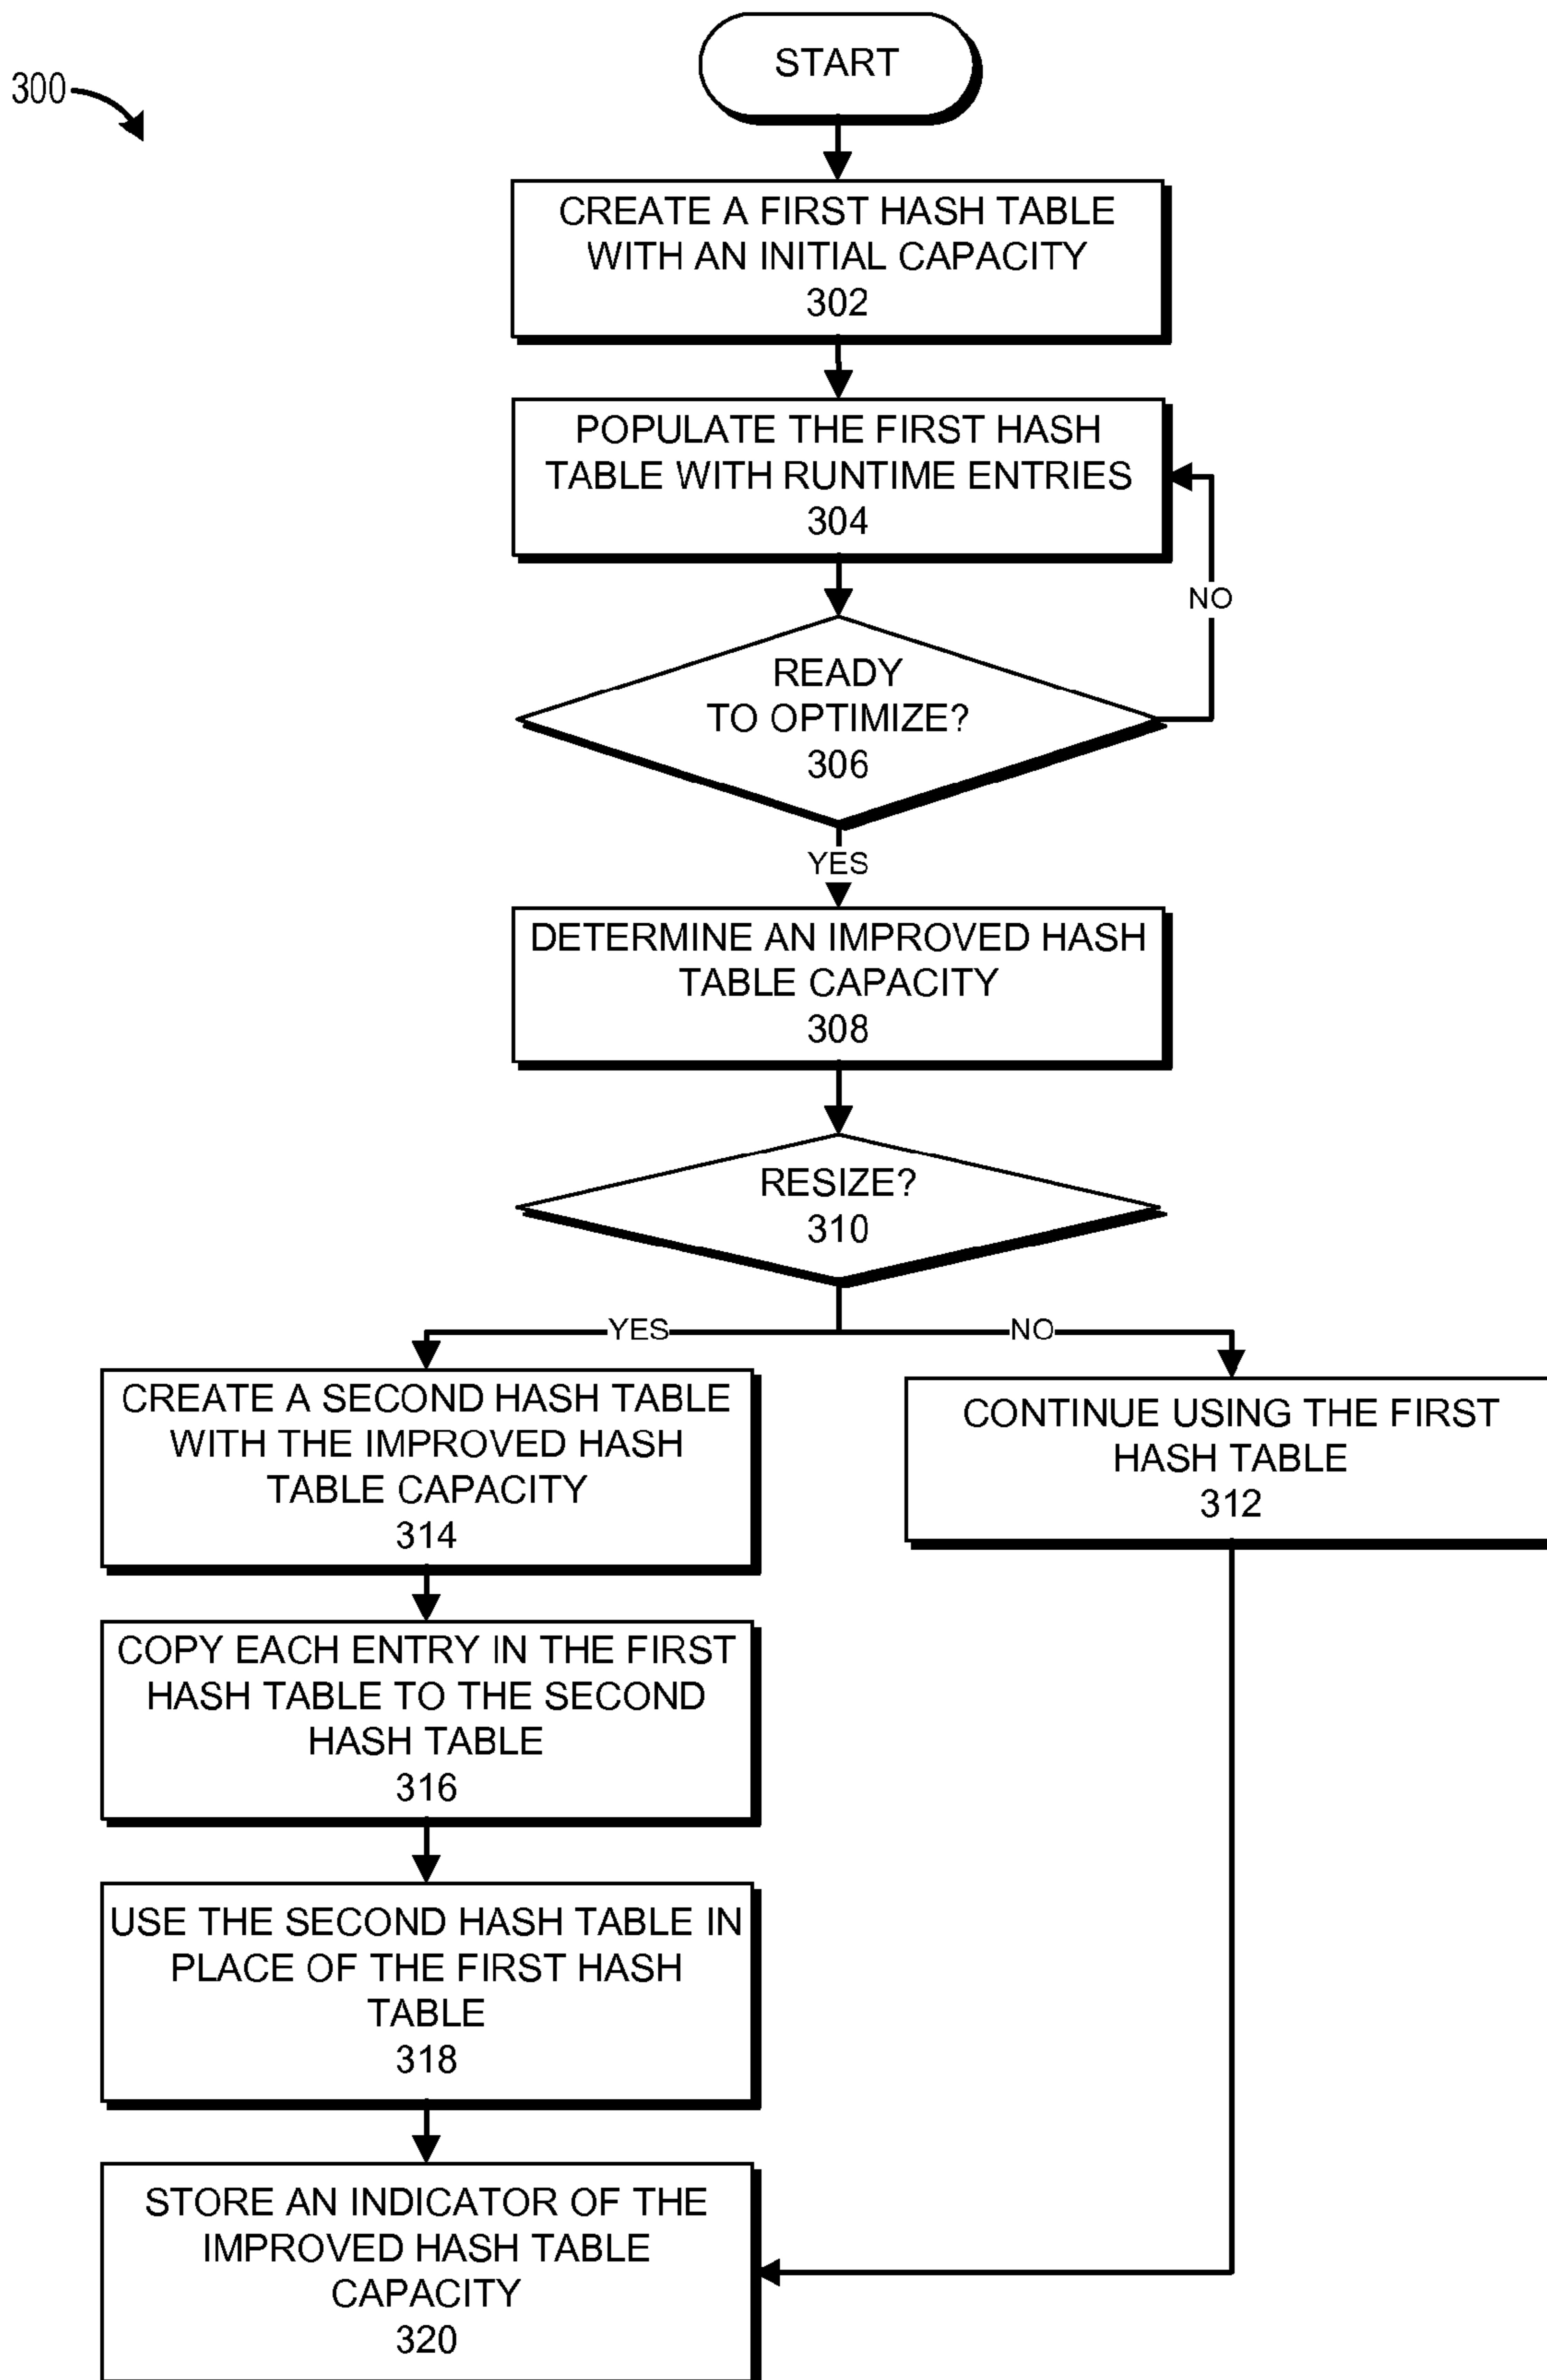 START
300
CREATE A FIRST HASH TABLE
WITH AN INITIAL CAPACITY
302
POPULATE THE FIRST HASH
TABLE WITH RUNTIME ENTRIES
304
NO
READY
TO OPTIMIZE?
306
YES
DETERMINE AN IMPROVED HASH
TABLE CAPACITY
308
RESIZE?
310
YES
NO
CREATE A SECOND HASH TABLE
WITH THE IMPROVED HASH
TABLE CAPACITY
314
CONTINUE USING THE FIRST
HASH TABLE
312
COPY EACH ENTRY IN THE FIRST
HASH TABLE TO THE SECOND
HASH TABLE
316
USE THE SECOND HASH TABLE IN
PLACE OF THE FIRST HASH
TABLE
318
STORE AN INDICATOR OF THE
IMPROVED HASH TABLE
CAPACITY
320